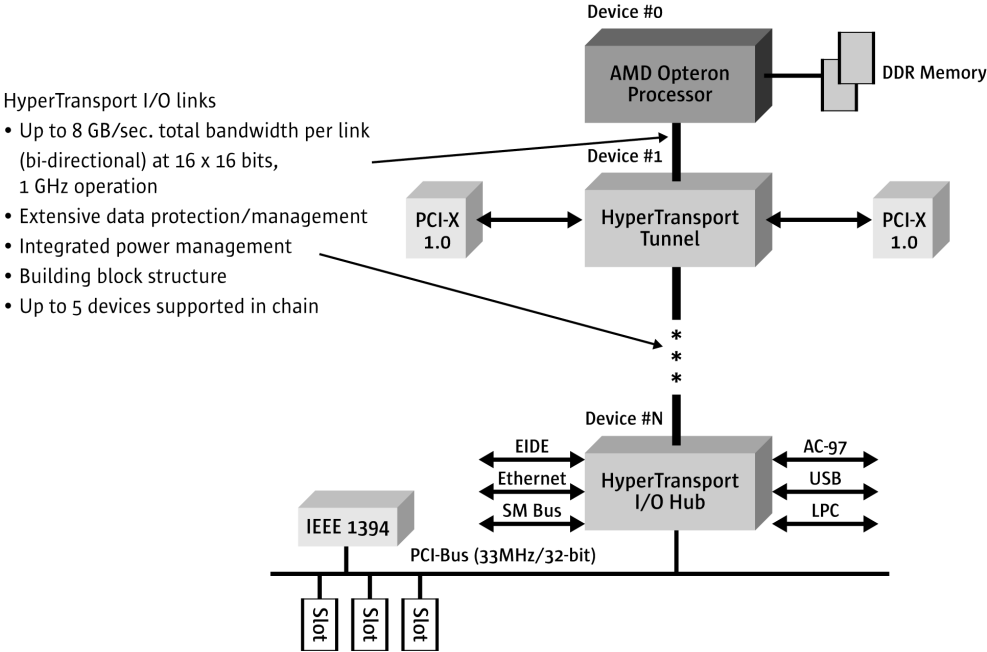 Device #0
AMD Opteron
Processor
DDR Memory
HyperTransport I/O links
• Up to 8 GB/sec. total bandwidth per link
(bi-directional) at 16 x 16 bits,
1 GHz operation
• Extensive data protection/management
• Integrated power management
• Building block structure
• Up to 5 devices supported in chain
Device #1
PCI-X
1.0
HyperTransport
Tunnel
PCI-X
1.0
*
*
*
Device #N
EIDE
Ethernet
SM Bus
HyperTransport
I/O Hub
AC-97
USB
LPC
IEEE 1394
PCI-Bus (33MHz/32-bit)
Slot
Slot
Slot